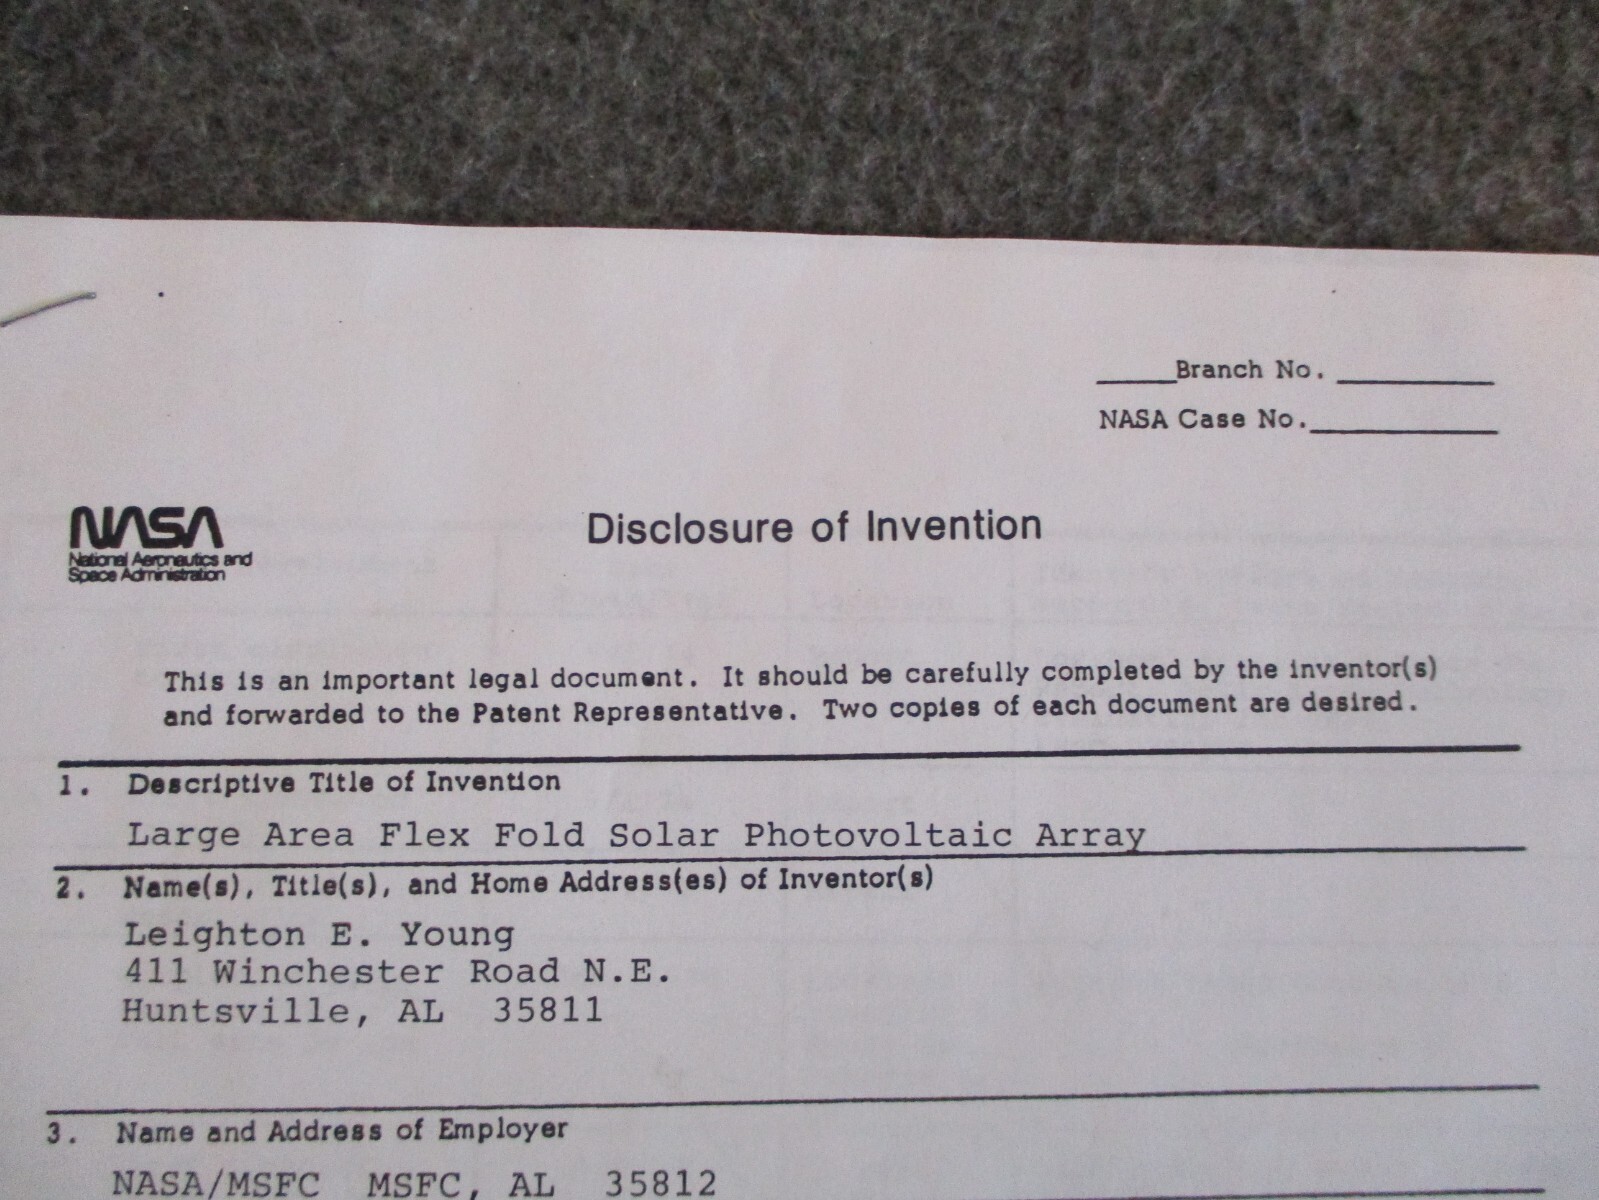 _____Branch No. __________
NASA Case No.____________
NASA
National Aeronautics and
Space Administration
Disclosure of Invention
This is an important legal document. It should be carefully completed by the inventor(s)
and forwarded to the Patent Representative. Two copies of each document are desired.
1. Descriptive Title of Invention
Large Area Flex Fold Solar Photovoltaic Array
2. Name(s), Title(s), and Home Address(es) of Inventor(s)
Leighton E. Young
411 Winchester Road N.E.
Huntsville, AL 35811
3. Name and Address of Employer
NASA/MSFC MSFC, AL 35812